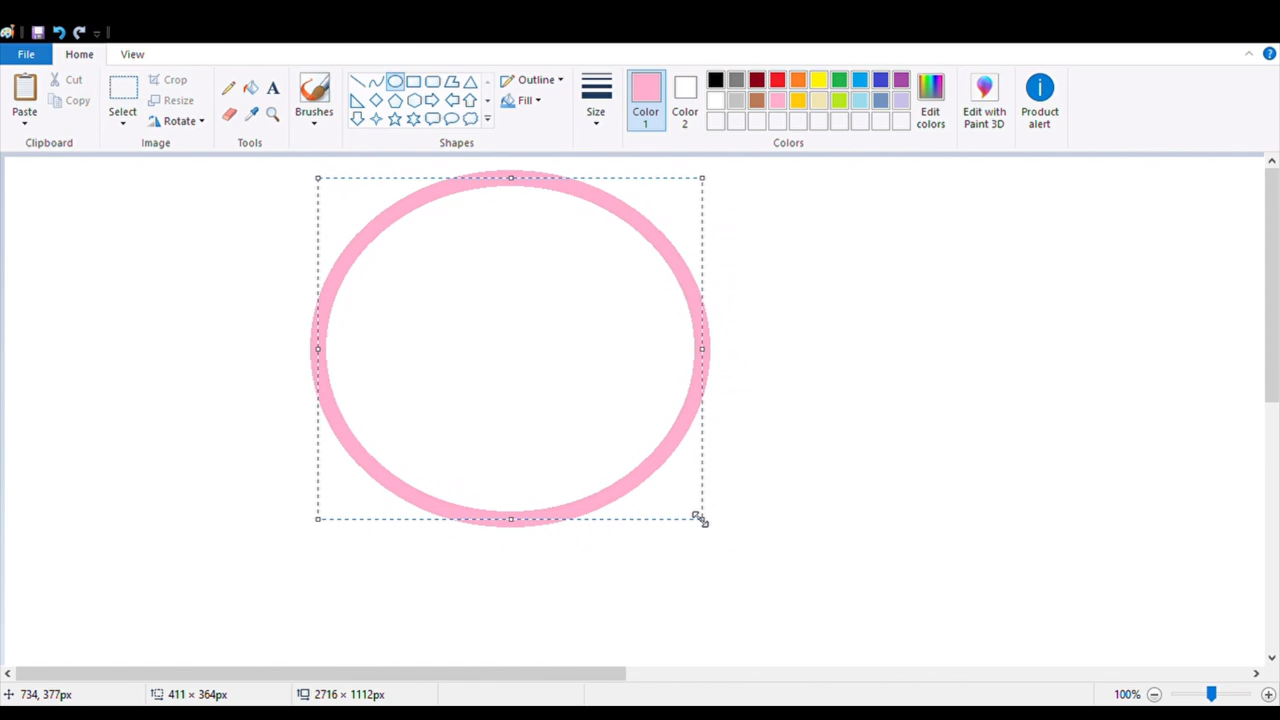 File Home View
Paste Cut Copy Select Crop Resize Rotate A Brushes Outline Fill Size Color 1 Color 2 Edit colors Edit with Paint 3D Product alert
Clipboard Image Tools Shapes Colors
734, 377px 411 × 364px 2716 × 1112px 100%